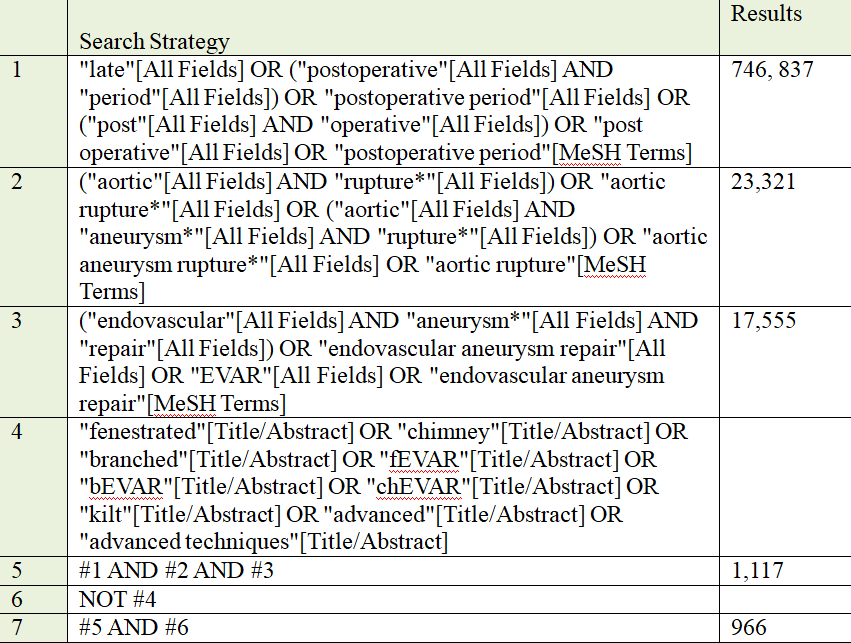 Results
Search Strategy
1 "late"[All Fields] OR ("postoperative"[All Fields] AND 746, 837
"period"[All Fields]) OR "postoperative period"[All Fields] OR
("post"[All Fields] AND "operative"[All Fields]) OR "post
operative"[All Fields] OR "postoperative period"[MeSH Terms]
2 ("aortic"[All Fields] AND "rupture*"[All Fields]) OR "aortic 23,321
rupture*"[All Fields] OR ("aortic"[All Fields] AND
"aneurysm*"[All Fields] AND "rupture*"[All Fields]) OR "aortic
aneurysm rupture*"[All Fields] OR "aortic rupture"[MeSH
Terms]
3 ("endovascular"[All Fields] AND "aneurysm*"[All Fields] AND 17,555
"repair"[All Fields]) OR "endovascular aneurysm repair"[All
Fields] OR "EVAR"[All Fields] OR "endovascular aneurysm
repair"[MeSH Terms]
4 "fenestrated"[Title/Abstract] OR "chimney"[Title/Abstract] OR
"branched"[Title/Abstract] OR "fEVAR"[Title/Abstract] OR
"bEVAR"[Title/Abstract] OR "chEVAR"[Title/Abstract] OR
"kilt"[Title/Abstract] OR "advanced"[Title/Abstract] OR
"advanced techniques"[Title/Abstract]
5 #1 AND #2 AND #3 1,117
6 NOT #4
7 #5 AND #6 966